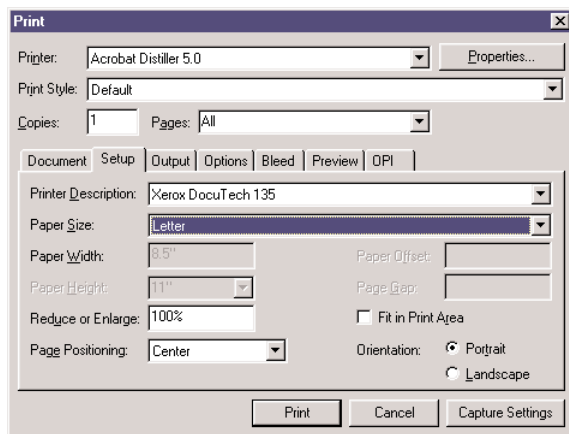 Print
Printer: Acrobat Distiller 5.0 Properties...
Print Style: Default
Copies: 1 Pages: All
Document Setup Output Options Bleed Preview OPI
Printer Description: Xerox DocuTech 135
Paper Size: Letter
Paper Width: 8.5" Paper Offset:
Paper Height: 11" Page Gap:
Reduce or Enlarge: 100% Fit in Print Area
Page Positioning: Center Orientation: Portrait
Landscape
Print Cancel Capture Settings